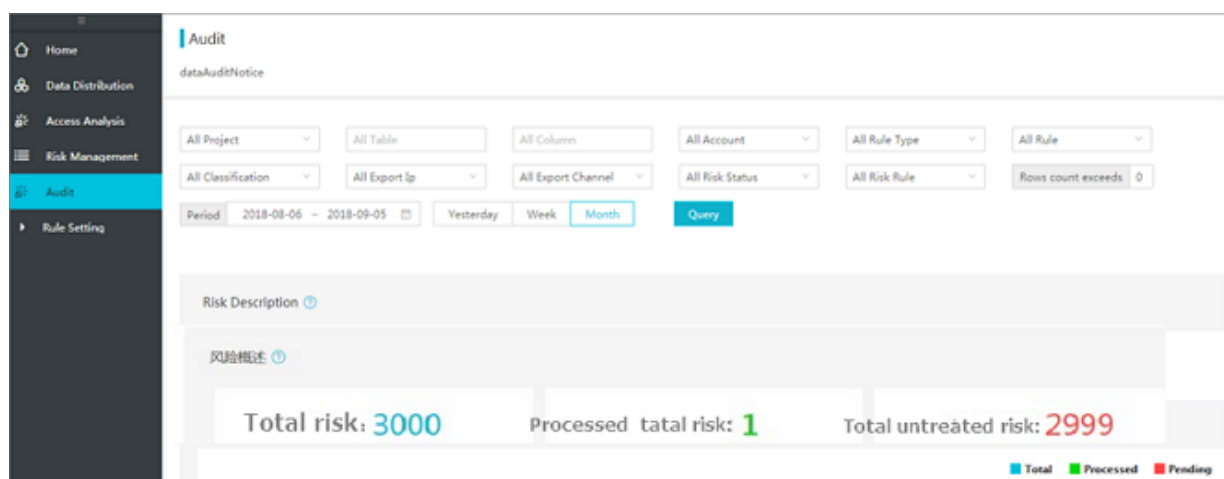 Home
Data Distribution
Access Analysis
Risk Management
Audit
Rule Setting
Audit
dataAuditNotice
All Project All Table All Column All Account All Rule Type All Rule
All Classification All Export Ip All Export Channel All Risk Status All Risk Rule Rows count exceeds 0
Period 2018-08-06 ~ 2018-09-05 Yesterday Week Month Query
Risk Description
风险概述
Total risk: 3000 Processed tatal risk: 1 Total untreated risk: 2999
Total Processed Pending